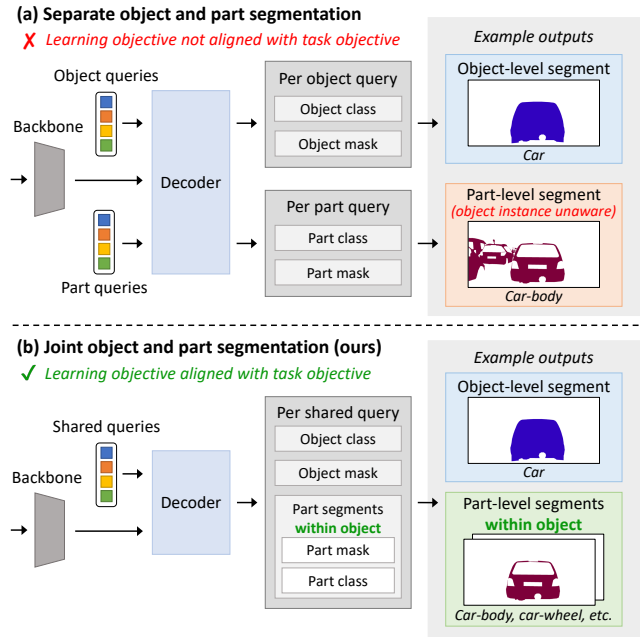 (a) Separate object and part segmentation
✗ Learning objective not aligned with task objective
Object queries
Backbone
Decoder
Part queries
Per object query
Object class
Object mask
Per part query
Part class
Part mask
Example outputs
Object-level segment
Car
Part-level segment
(object instance unaware)
Car-body
(b) Joint object and part segmentation (ours)
✓ Learning objective aligned with task objective
Shared queries
Backbone
Decoder
Per shared query
Object class
Object mask
Part segments
within object
Part mask
Part class
Example outputs
Object-level segment
Car
Part-level segments
within object
Car-body, car-wheel, etc.